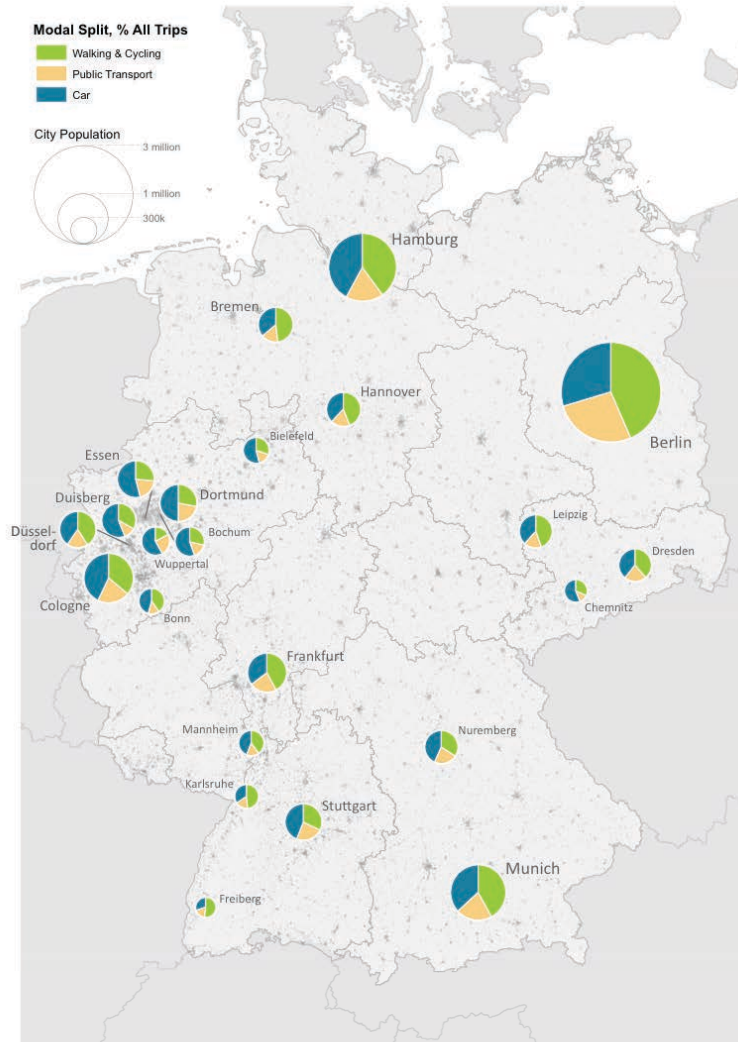 Modal Split, % All Trips
Walking & Cycling
Public Transport
Car
City Population
3 million
1 million
300k
Hamburg
Bremen
Hannover
Berlin
Bielefeld
Essen
Duisberg
Dortmund
Düssel-
dorf
Bochum
Wuppertal
Cologne
Bonn
Leipzig
Dresden
Chemnitz
Frankfurt
Mannheim
Nuremberg
Karlsruhe
Stuttgart
Munich
Freiberg